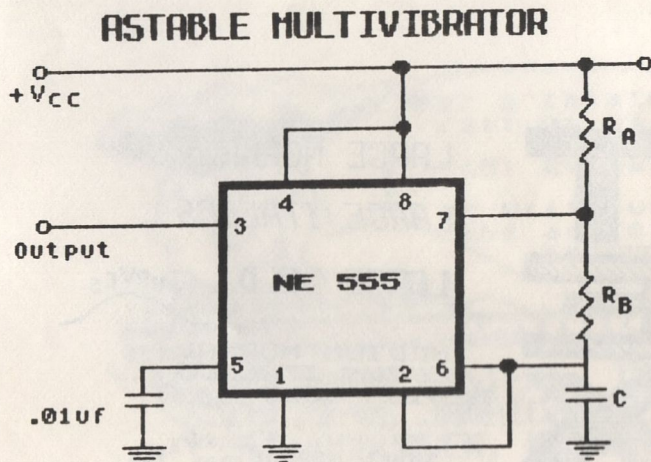 ASTABLE MULTIVIBRATOR
+VCC
RA
4
8
3
7
Output
NE 555
RB
5
1
2
6
.01uf
C